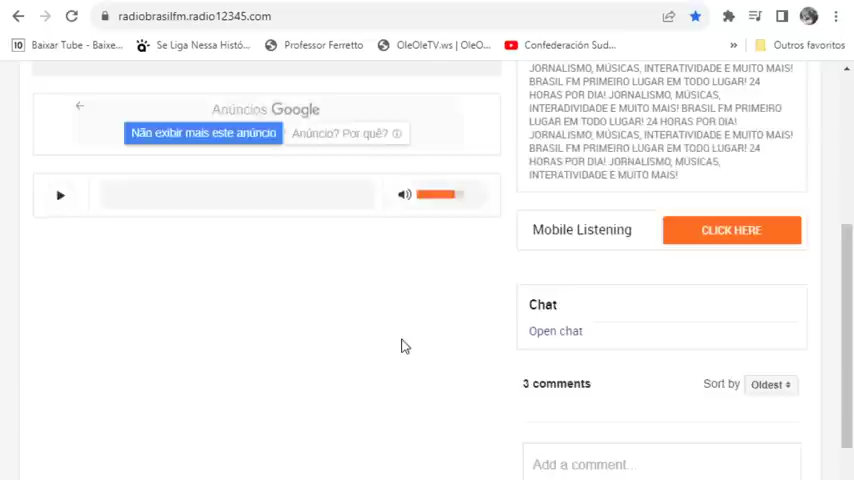 radiobrasilfm.radio12345.com
10 Baixar Tube - Baixe...
Se Liga Nessa Histó...
Professor Ferretto
OleOleTV.ws | OleO...
Confederación Sud...
»
Outros favoritos
Anúncios Google
Não exibir mais este anúncio
Anúncio? Por quê?
JORNALISMO, MÚSICAS, INTERATIVIDADE E MUITO MAIS!
BRASIL FM PRIMEIRO LUGAR EM TODO LUGAR! 24
HORAS POR DIA! JORNALISMO, MÚSICAS,
INTERADIVIDADE E MUITO MAIS! BRASIL FM PRIMEIRO
LUGAR EM TODO LUGAR! 24 HORAS POR DIA!
JORNALISMO, MÚSICAS, INTERATIVIDADE E MUITO MAIS!
BRASIL FM PRIMEIRO LUGAR EM TODO LUGAR! 24
HORAS POR DIA! JORNALISMO, MÚSICAS,
INTERATIVIDADE E MUITO MAIS!
Mobile Listening
CLICK HERE
Chat
Open chat
3 comments
Sort by Oldest
Add a comment...